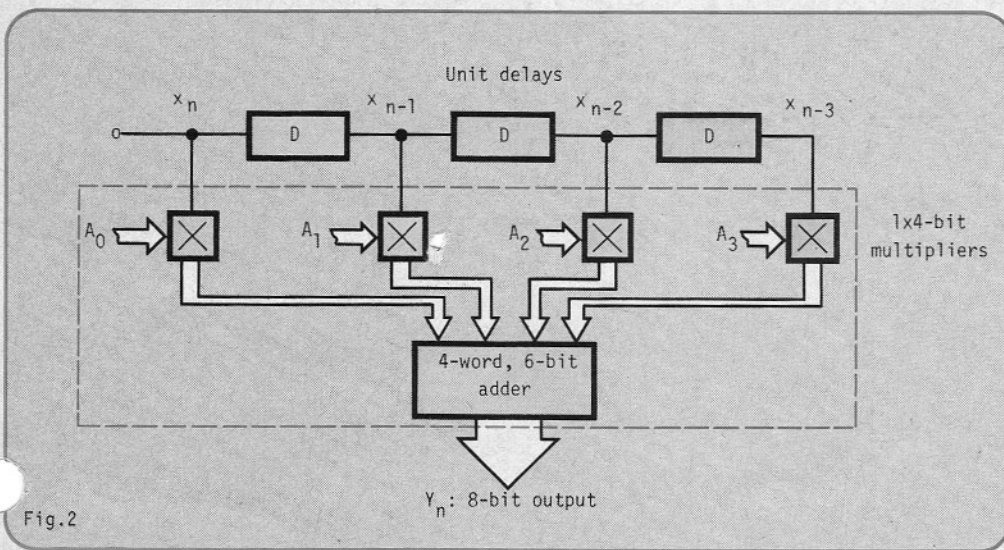 Unit delays
x n
x n-1
x n-2
x n-3
D
D
D
A0
A1
A2
A3
1x4-bit
multipliers
4-word, 6-bit
adder
Yn: 8-bit output
Fig.2